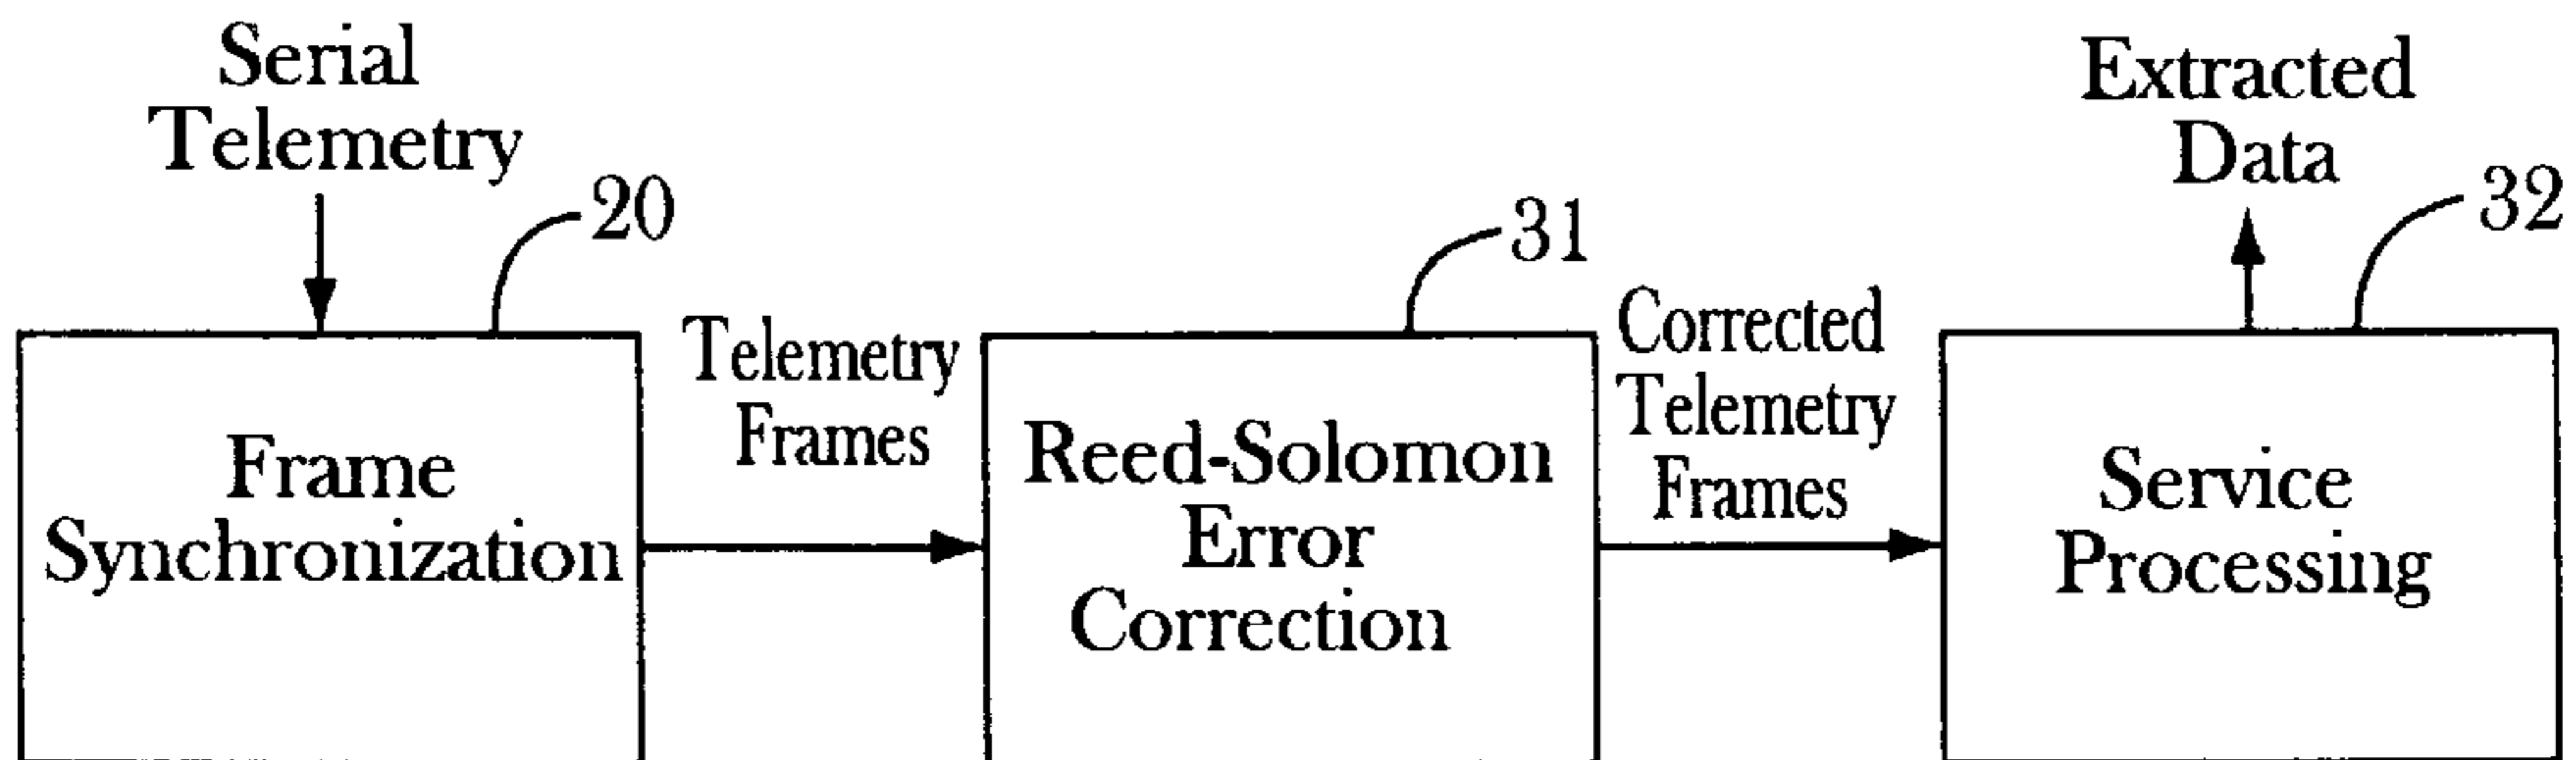 Serial
Telemetry
20
Frame
Synchronization
Telemetry
Frames
31
Reed-Solomon
Error
Correction
Corrected
Telemetry
Frames
Extracted
Data
32
Service
Processing